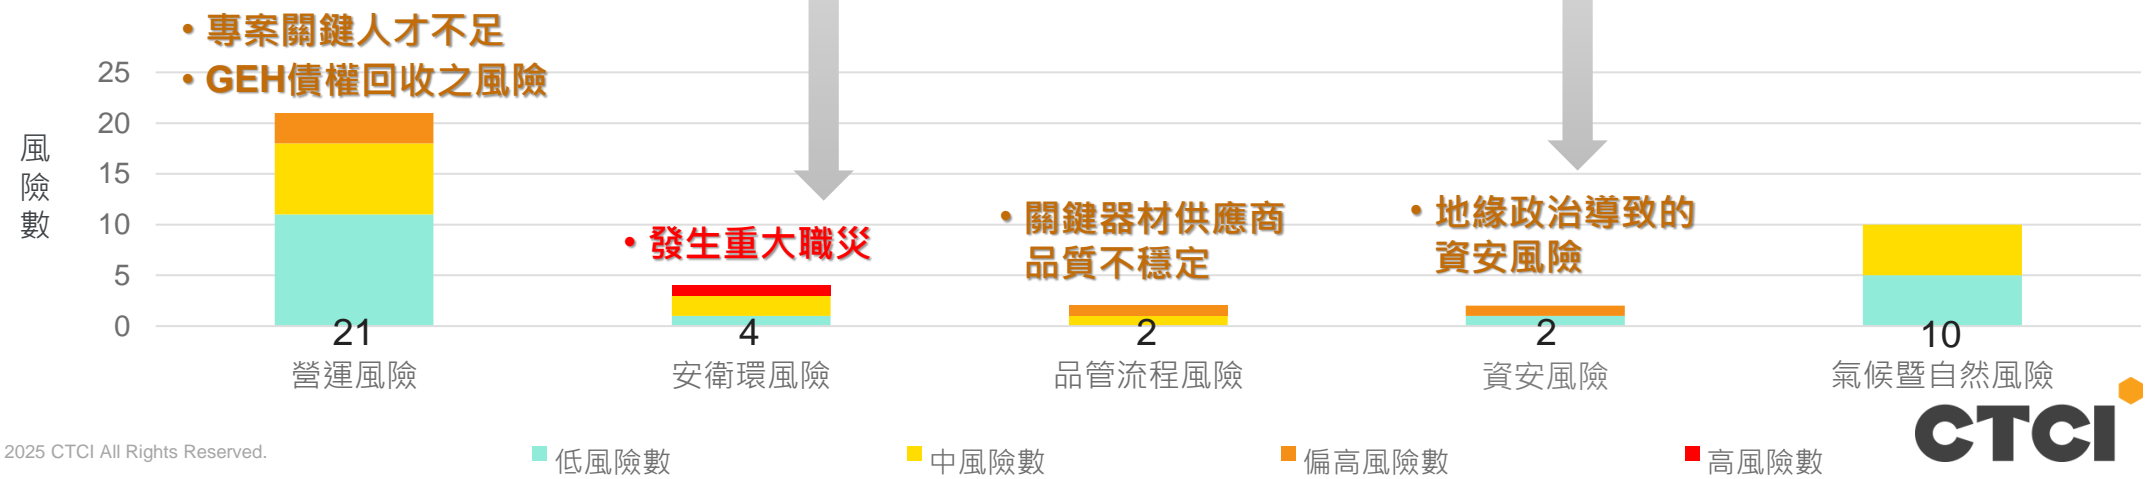 • 專案關鍵人才不足
• GEH債權回收之風險
風險數
25
20
15
10
5
0
• 發生重大職災
• 關鍵器材供應商
品質不穩定
• 地緣政治導致的
資安風險
21
4
2
2
10
營運風險
安衛環風險
品管流程風險
資安風險
氣候暨自然風險
低風險數
中風險數
偏高風險數
高風險數
2025 CTCI All Rights Reserved.
CTCI